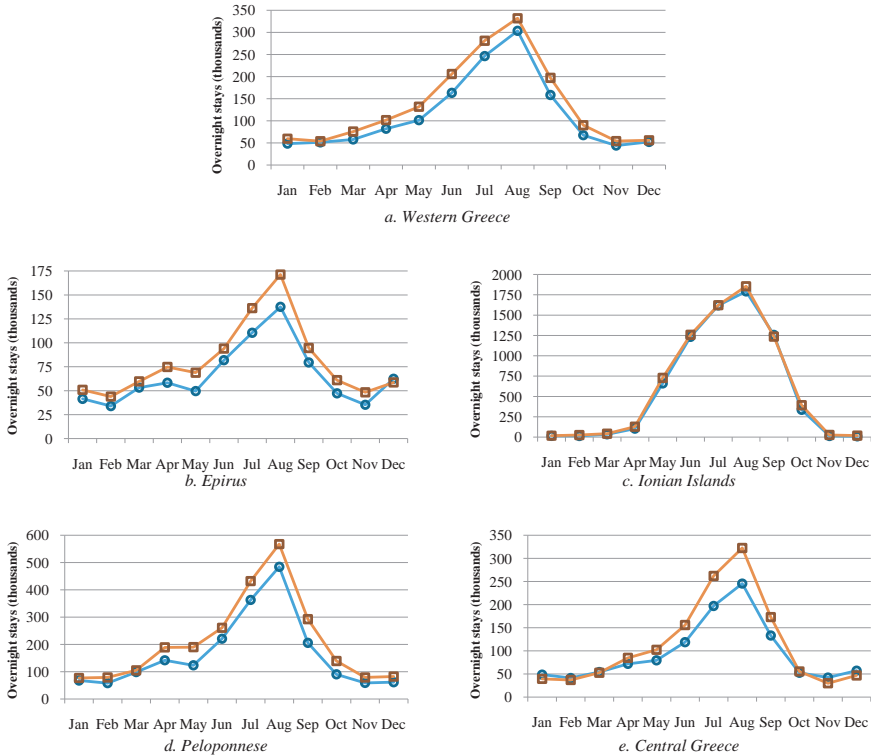 Overnight stays (thousands)
350
300
250
200
150
100
50
0
Jan Feb Mar Apr May Jun Jul Aug Sep Oct Nov Dec
a. Western Greece
Overnight stays (thousands)
175
150
125
100
75
50
25
0
Jan Feb Mar Apr May Jun Jul Aug Sep Oct Nov Dec
b. Epirus
Overnight stays (thousands)
2000
1750
1500
1250
1000
750
500
250
0
Jan Feb Mar Apr May Jun Jul Aug Sep Oct Nov Dec
c. Ionian Islands
Overnight stays (thousands)
600
500
400
300
200
100
0
Jan Feb Mar Apr May Jun Jul Aug Sep Oct Nov Dec
d. Peloponnese
Overnight stays (thousands)
350
300
250
200
150
100
50
0
Jan Feb Mar Apr May Jun Jul Aug Sep Oct Nov Dec
e. Central Greece